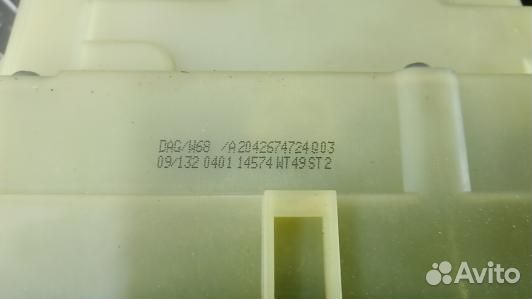 DAG/W68 /A2042674724Q03
09/132 0401 14574 WT49 ST2
Avito